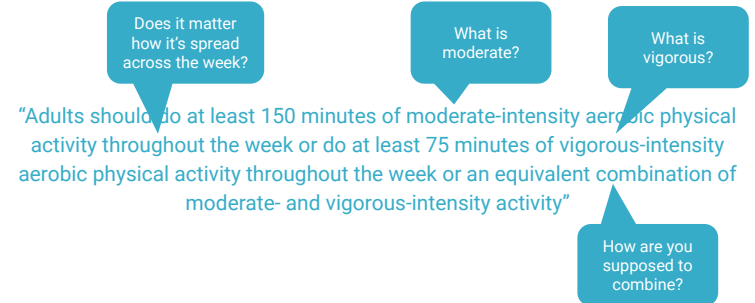 Does it matter
how it's spread
across the week?
What is
moderate?
What is
vigorous?
“Adults should do at least 150 minutes of moderate-intensity aerobic physical
activity throughout the week or do at least 75 minutes of vigorous-intensity
aerobic physical activity throughout the week or an equivalent combination of
moderate- and vigorous-intensity activity”
How are you
supposed to
combine?